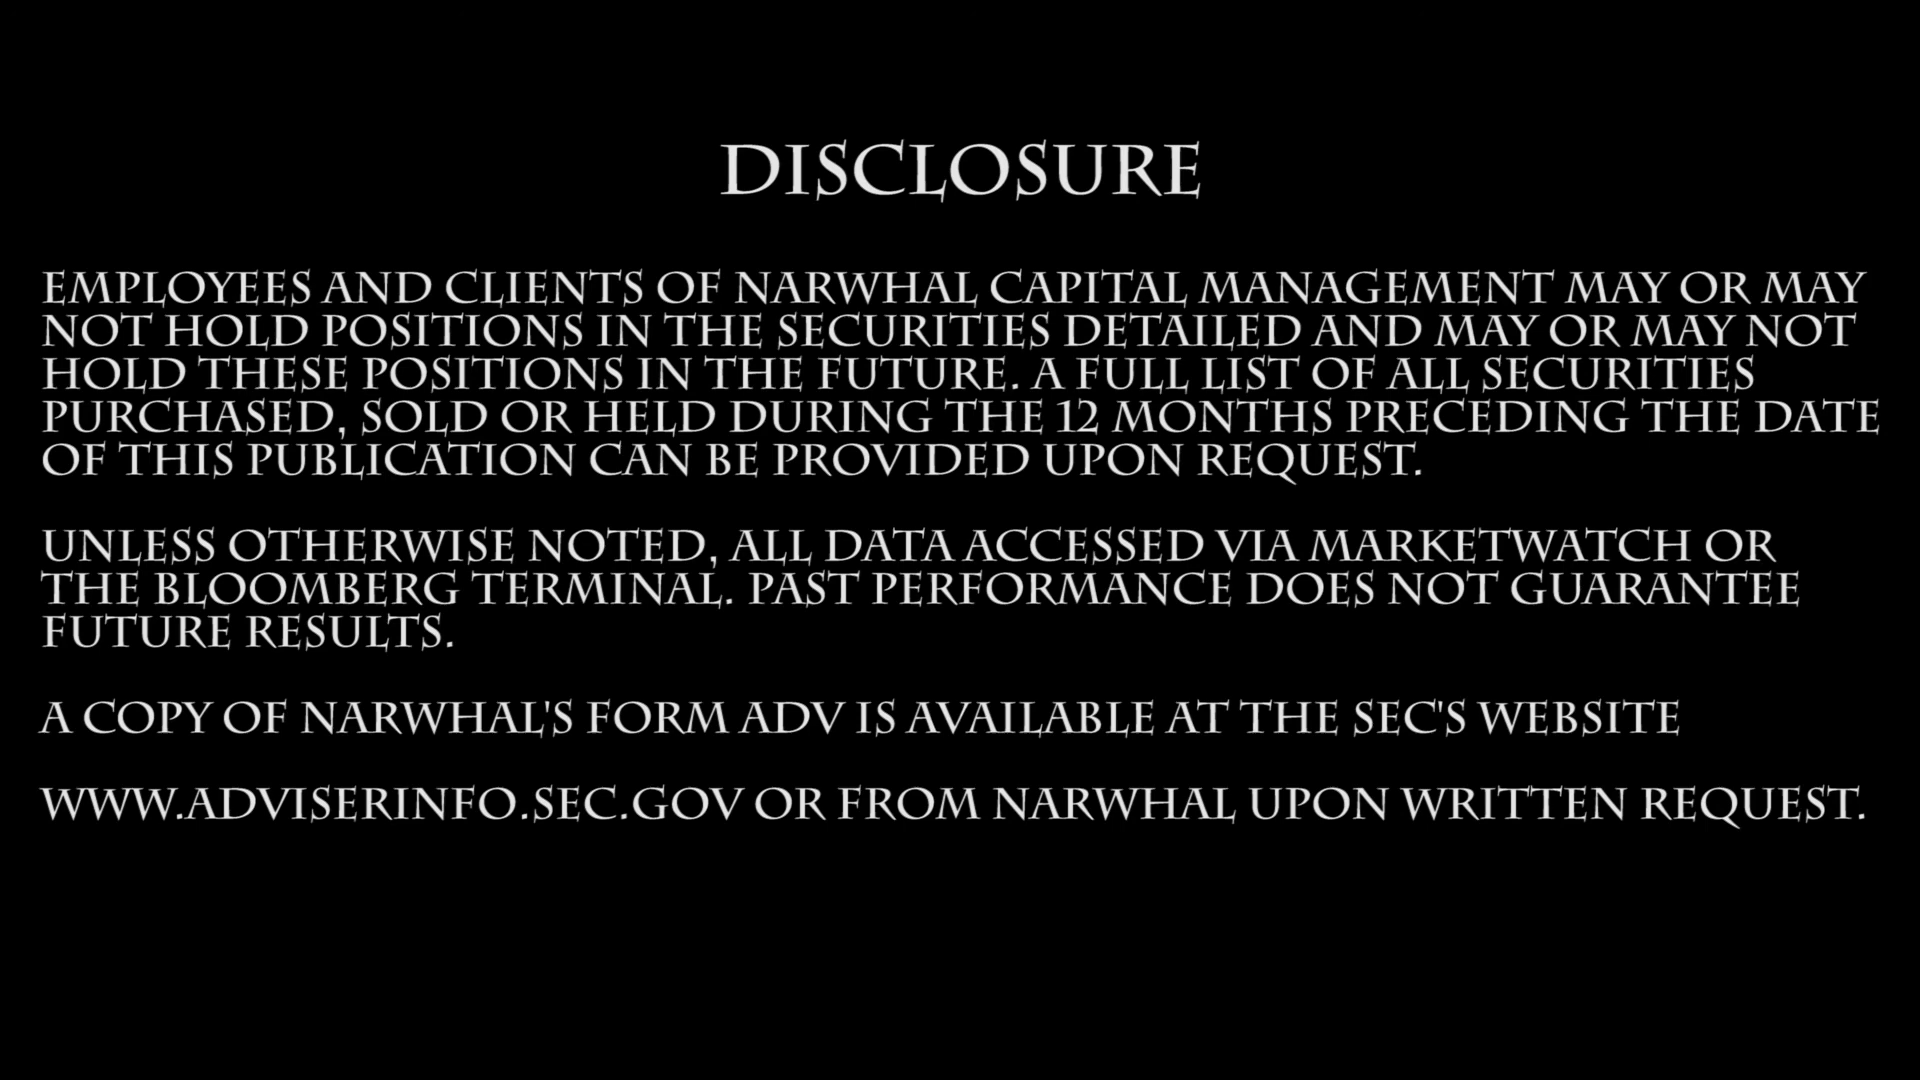 DISCLOSURE
EMPLOYEES AND CLIENTS OF NARWHAL CAPITAL MANAGEMENT MAY OR MAY
NOT HOLD POSITIONS IN THE SECURITIES DETAILED AND MAY OR MAY NOT
HOLD THESE POSITIONS IN THE FUTURE. A FULL LIST OF ALL SECURITIES
PURCHASED, SOLD OR HELD DURING THE 12 MONTHS PRECEDING THE DATE
OF THIS PUBLICATION CAN BE PROVIDED UPON REQUEST.
UNLESS OTHERWISE NOTED, ALL DATA ACCESSED VIA MARKETWATCH OR
THE BLOOMBERG TERMINAL. PAST PERFORMANCE DOES NOT GUARANTEE
FUTURE RESULTS.
A COPY OF NARWHAL'S FORM ADV IS AVAILABLE AT THE SEC'S WEBSITE
WWW.ADVISERINFO.SEC.GOV OR FROM NARWHAL UPON WRITTEN REQUEST.